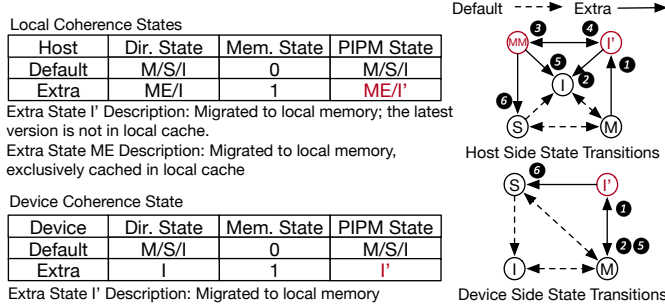 Local Coherence States
Host Dir. State Mem. State PIPM State
Default M/S/I 0 M/S/I
Extra ME/I 1 ME/I'
Extra State I' Description: Migrated to local memory; the latest
version is not in local cache.
Extra State ME Description: Migrated to local memory,
exclusively cached in local cache
Device Coherence State
Device Dir. State Mem. State PIPM State
Default M/S/I 0 M/S/I
Extra I 1 I'
Extra State I' Description: Migrated to local memory
Default Extra
MM 3 4 I'
5 2 1
I
6
S M
Host Side State Transitions
S 6 I'
1
2 5
I M
Device Side State Transitions